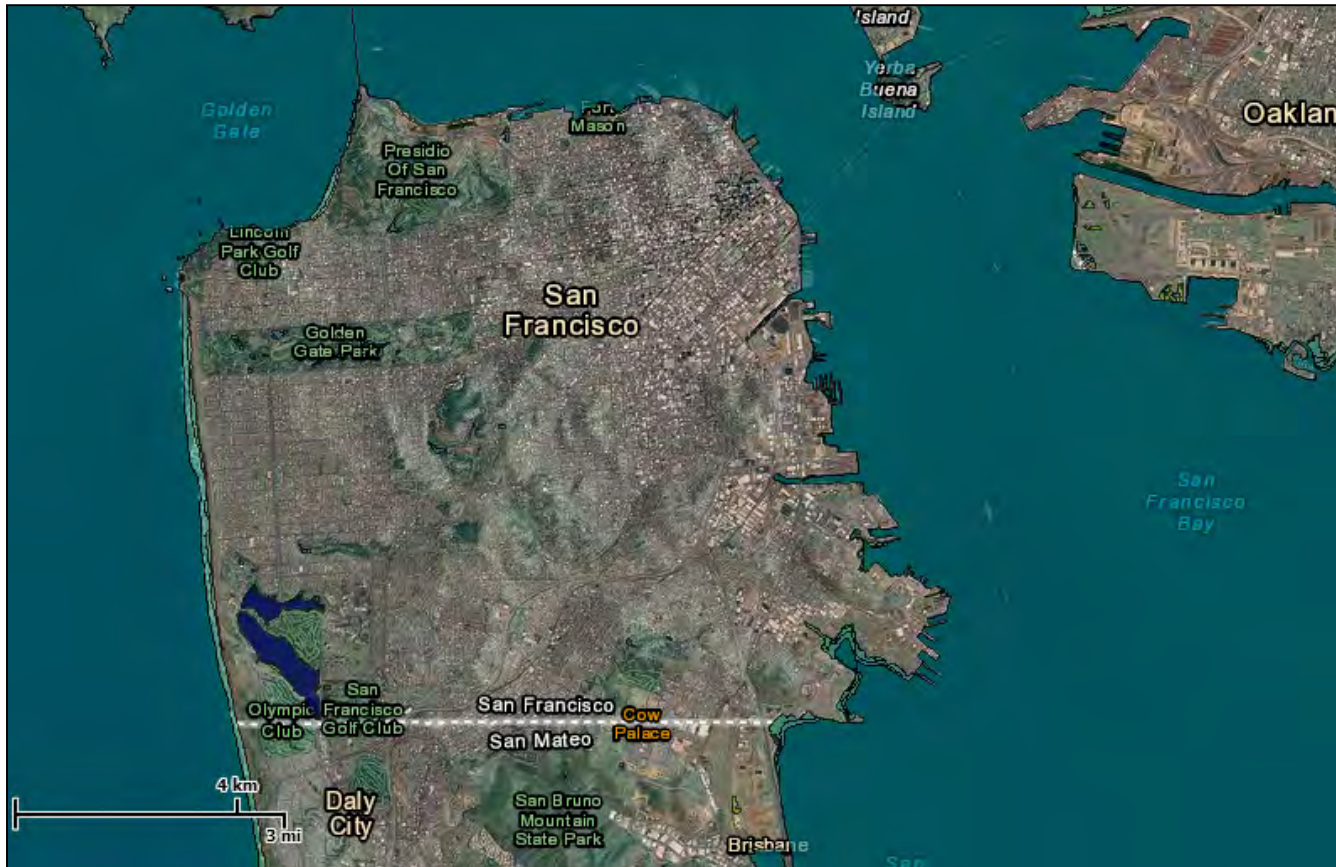 Island
Yerba
Buena
Island
Golden
Gate
Oaklan
Fort
Mason
Presidio
Of San
Francisco
Lincoln
Park Golf
Club
San
Francisco
Golden
Gate Park
San
Francisco
Bay
San
Francisco
Golf Club
Olympic
Club
San Francisco
Cow
Palace
San Mateo
4 km
3 mi
Daly
City
San Bruno
Mountain
State Park
Brisbane
San